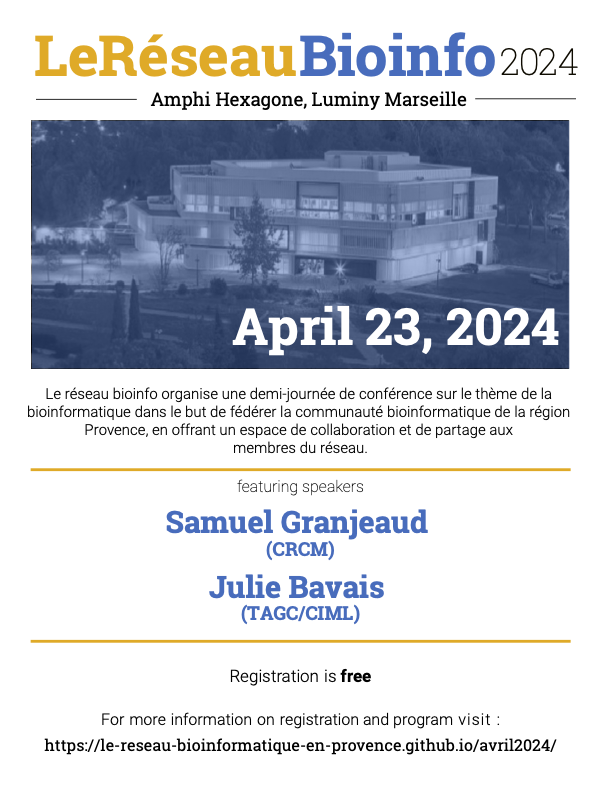 LeRéseauBioinfo2024
Amphi Hexagone, Luminy Marseille
April 23, 2024
Le réseau bioinfo organise une demi-journée de conférence sur le thème de la
bioinformatique dans le but de fédérer la communauté bioinformatique de la région
Provence, en offrant un espace de collaboration et de partage aux
membres du réseau.
featuring speakers
Samuel Granjeaud
(CRCM)
Julie Bavais
(TAGC/CIML)
Registration is free
For more information on registration and program visit :
https://le-reseau-bioinformatique-en-provence.github.io/avril2024/